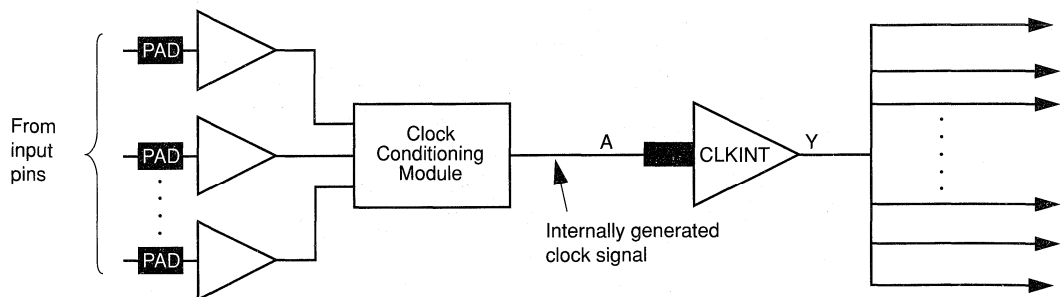 From
input
pins
PAD
PAD
PAD
Clock
Conditioning
Module
A
CLKINT
Y
Internally generated
clock signal